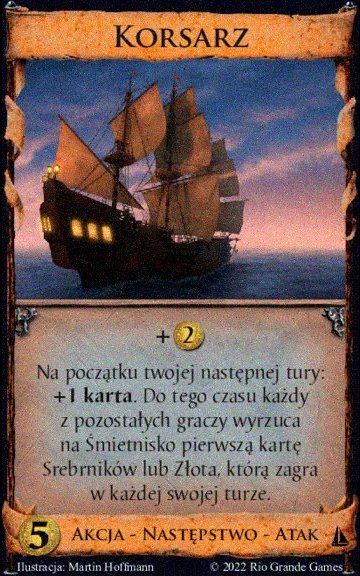 Korsarz
+ 2
Na początku twojej następnej tury:
+1 karta. Do tego czasu każdy
z pozostałych graczy wyrzuca
na Śmietnisko pierwszą kartę
Srebrników lub Złota, którą zagra
w każdej swojej turze.
5 Akcja - Następstwo - Atak
Ilustracja: Martin Hoffmann © 2022 Rio Grande Games